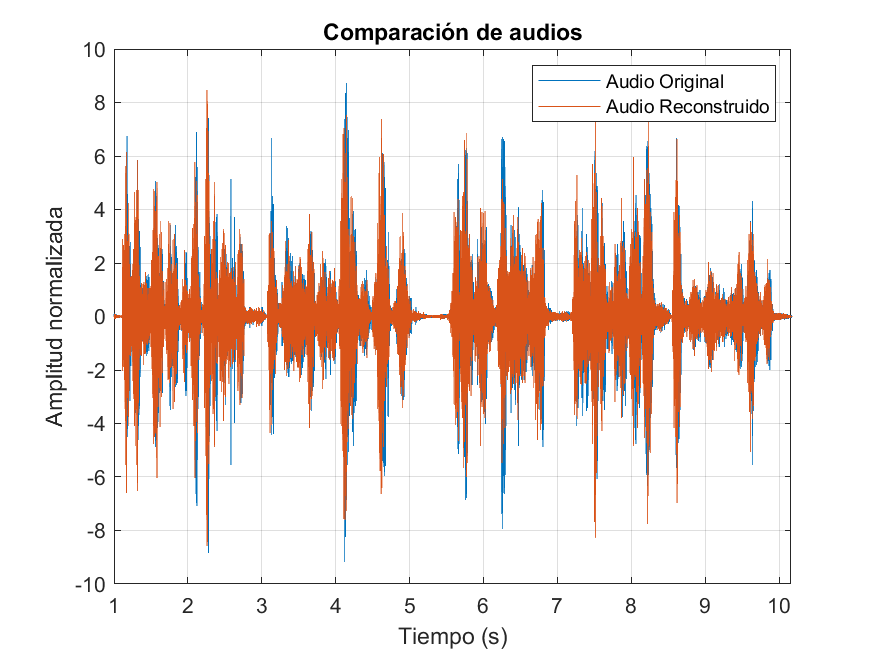 Comparación de audios
Audio Original
Audio Reconstruido
Amplitud normalizada
10
8
6
4
2
0
-2
-4
-6
-8
-10
1 2 3 4 5 6 7 8 9 10
Tiempo (s)